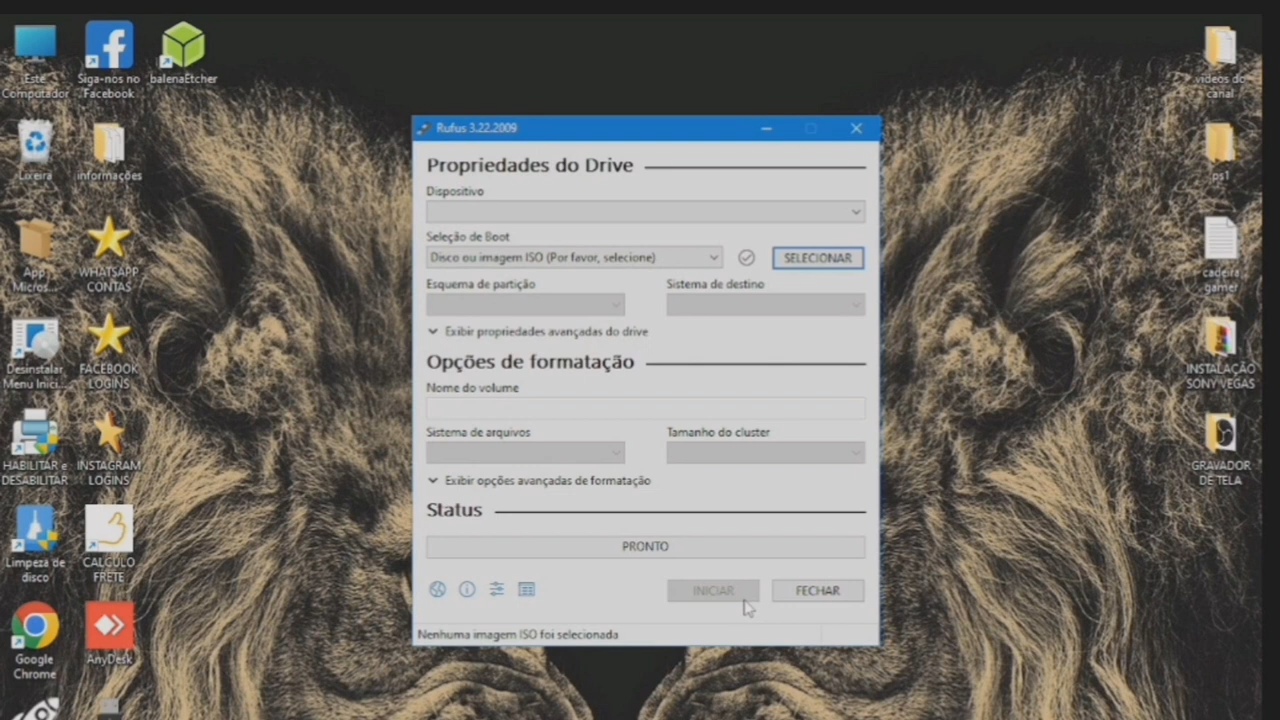 Este
Computador
Siga-nos no
Facebook
balenaEtcher
Lixeira
informações
App
Micros...
WHATSAPP
CONTAS
Desinstalar
Menu Inici...
FACEBOOK
LOGINS
HABILITAR e
DESABILITAR
INSTAGRAM
LOGINS
Limpeza de
disco
CALCULO
FRETE
Google
Chrome
AnyDesk
Rufus 3.22.2009
Propriedades do Drive
Dispositivo
Seleção de Boot
Disco ou imagem ISO (Por favor, selecione)
SELECIONAR
Esquema de partição
Sistema de destino
Exibir propriedades avançadas do drive
Opções de formatação
Nome do volume
Sistema de arquivos
Tamanho do cluster
Exibir opções avançadas de formatação
Status
PRONTO
INICIAR
FECHAR
Nenhuma imagem ISO foi selecionada
videos do
canal
ps1
cadeira
gamer
INSTALAÇÃO
SONY VEGAS
GRAVADOR
DE TELA